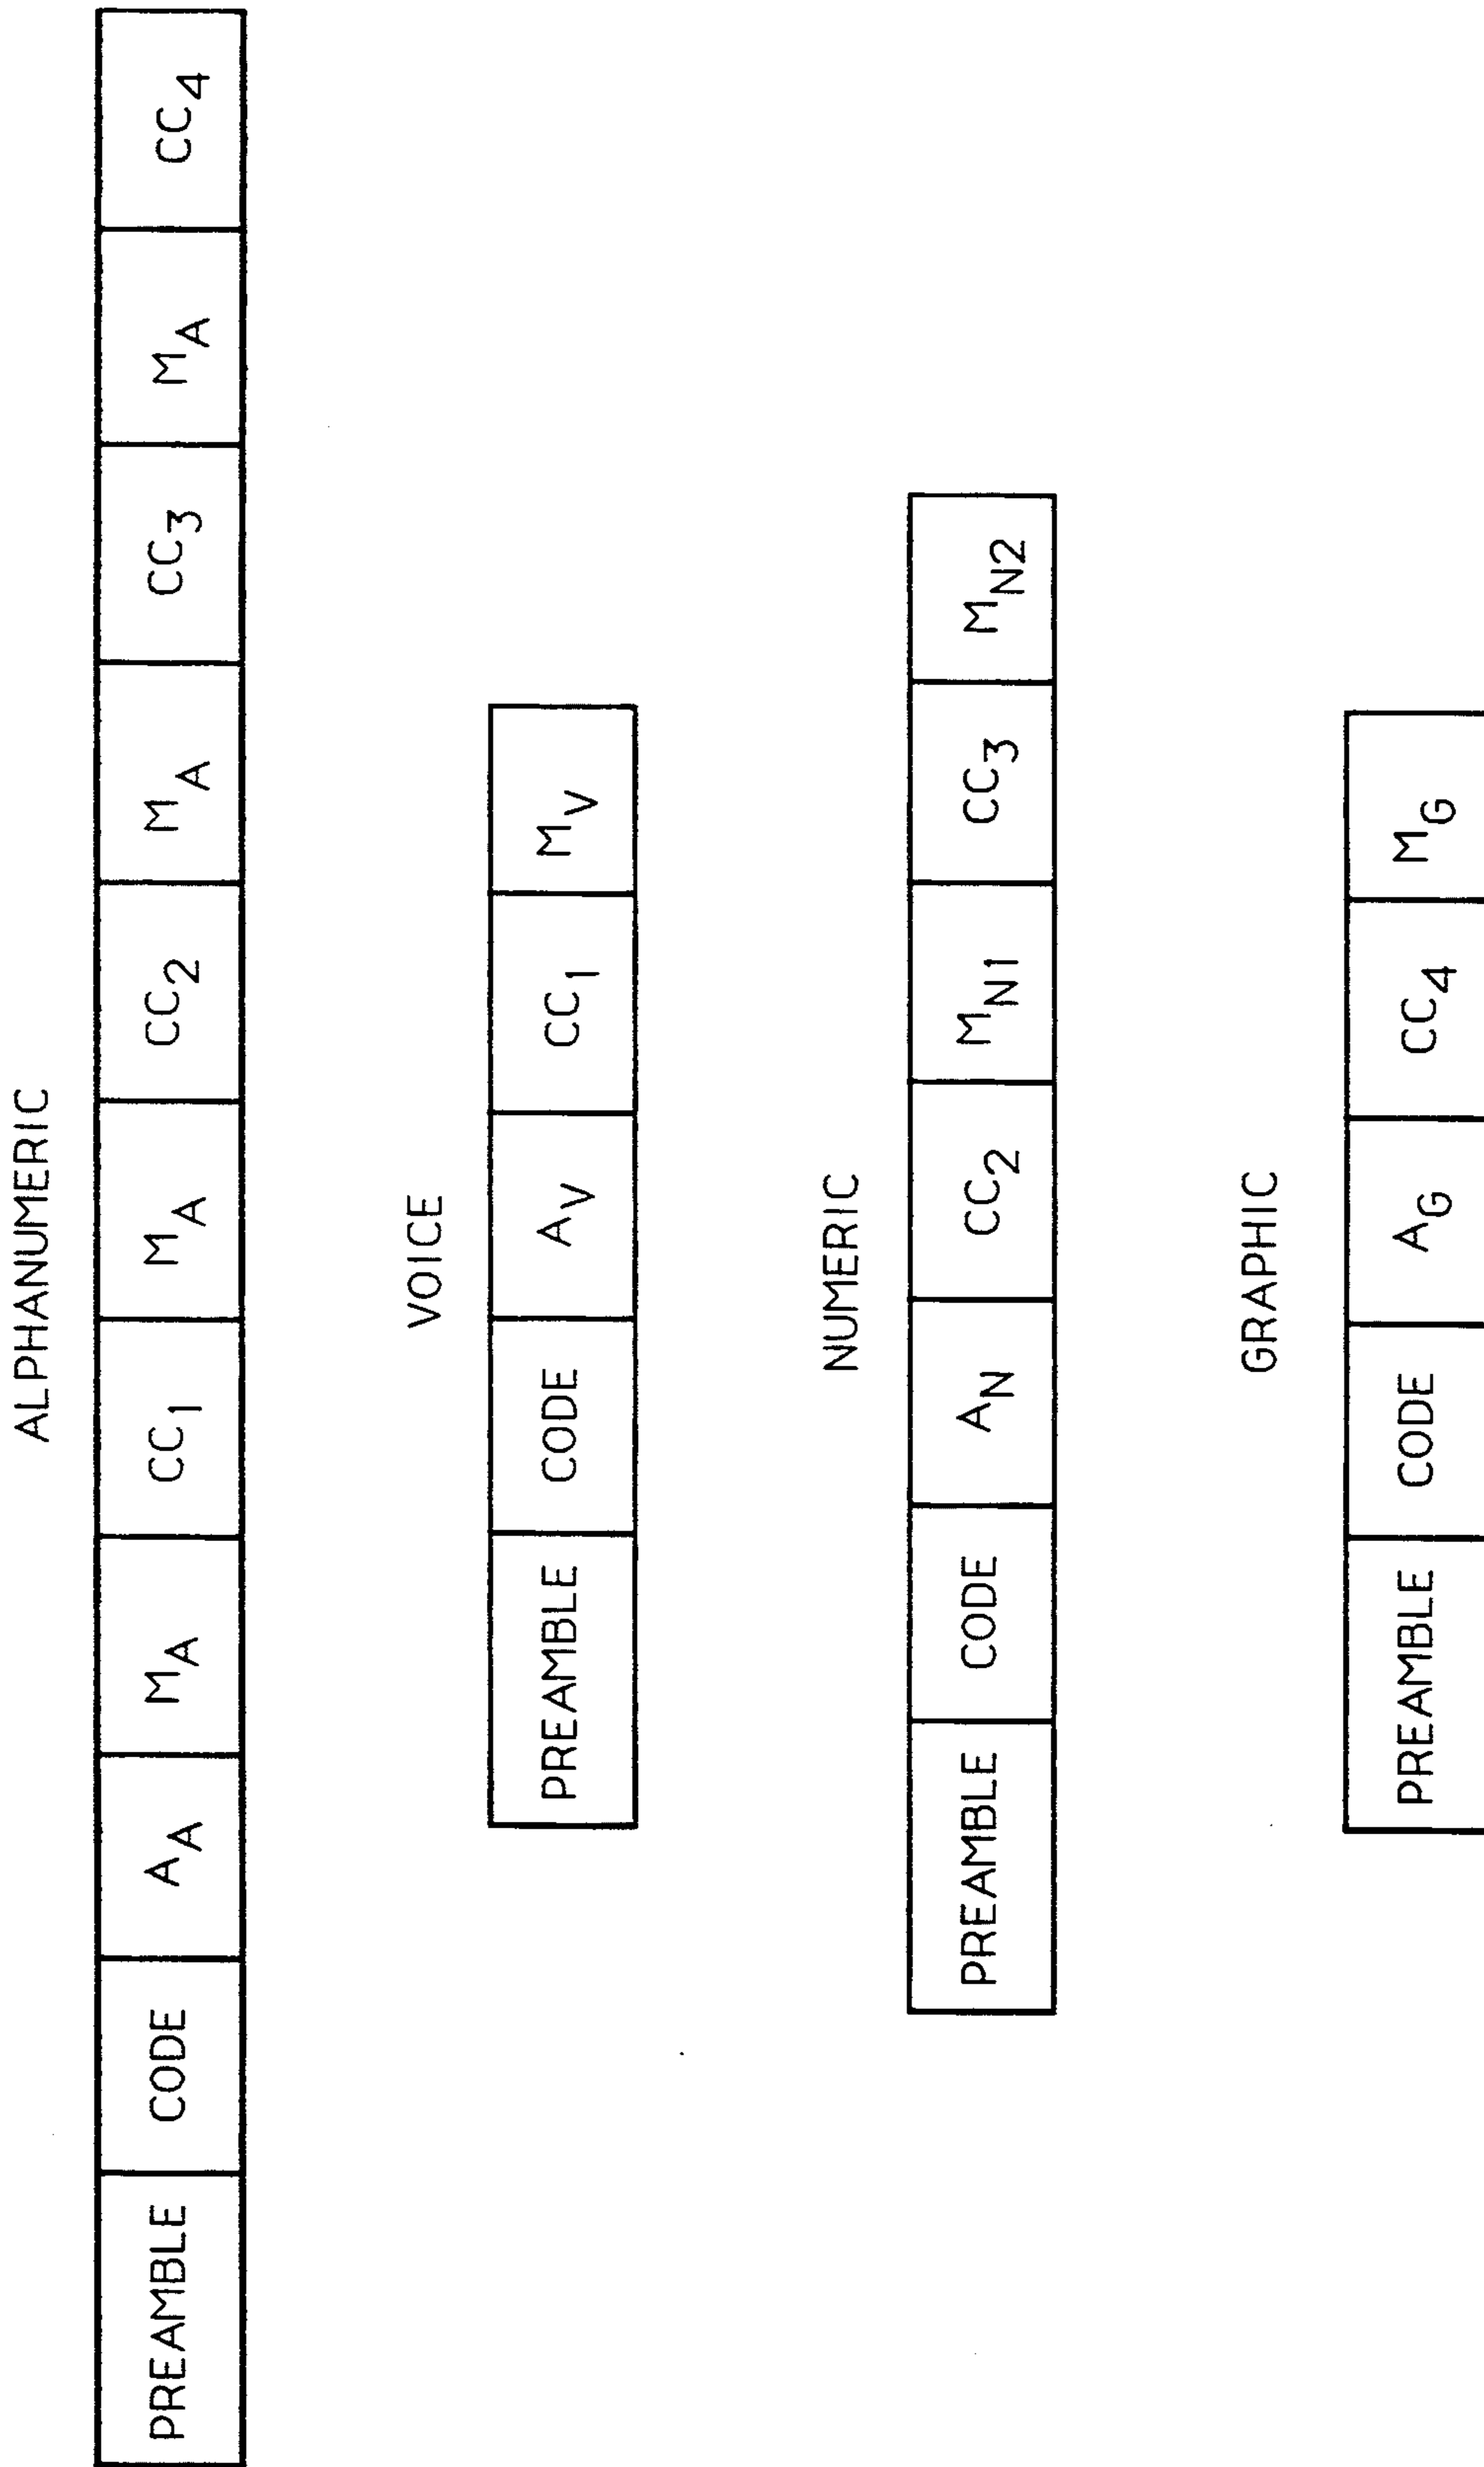 ALPHANUMERIC
PREAMBLE CODE A_A M_A CC_1 M_A CC_2 M_A CC_3 M_A CC_4
VOICE
PREAMBLE CODE A_V CC_1 M_V
NUMERIC
PREAMBLE CODE A_N CC_2 M_N1 CC_3 M_N2
GRAPHIC
PREAMBLE CODE A_G CC_4 M_G